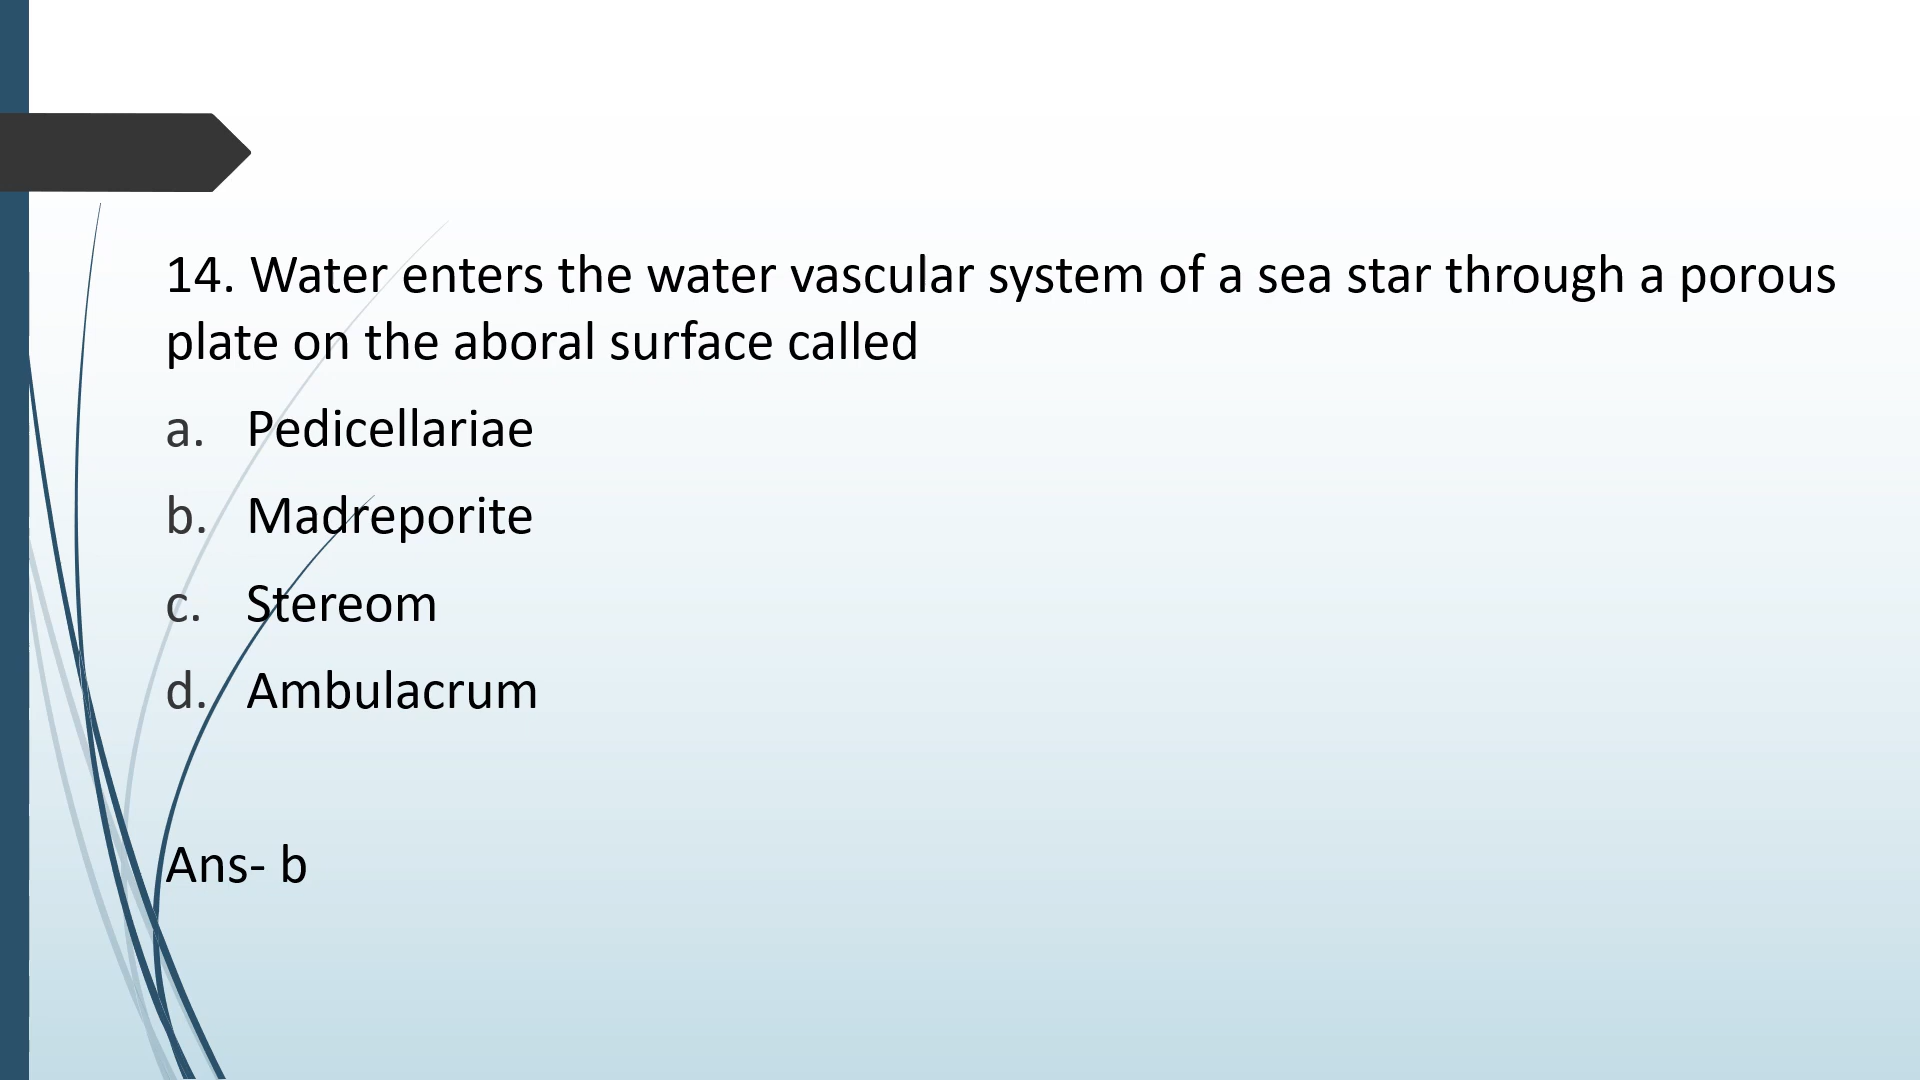 14. Water enters the water vascular system of a sea star through a porous
plate on the aboral surface called
a. Pedicellariae
b. Madreporite
c. Stereom
d. Ambulacrum
Ans- b